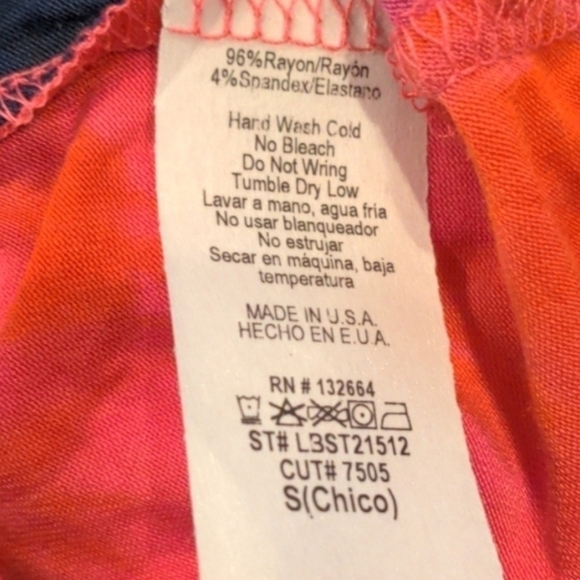 96%Rayon/Rayón
4%Spandex/Elastano
Hand Wash Cold
No Bleach
Do Not Wring
Tumble Dry Low
Lavar a mano, agua fria
No usar blanqueador
No estrujar
Secar en máquina, baja
temperatura
MADE IN U.S.A.
HECHO EN E.U.A.
RN # 132664
ST# L3ST21512
CUT# 7505
S(Chico)